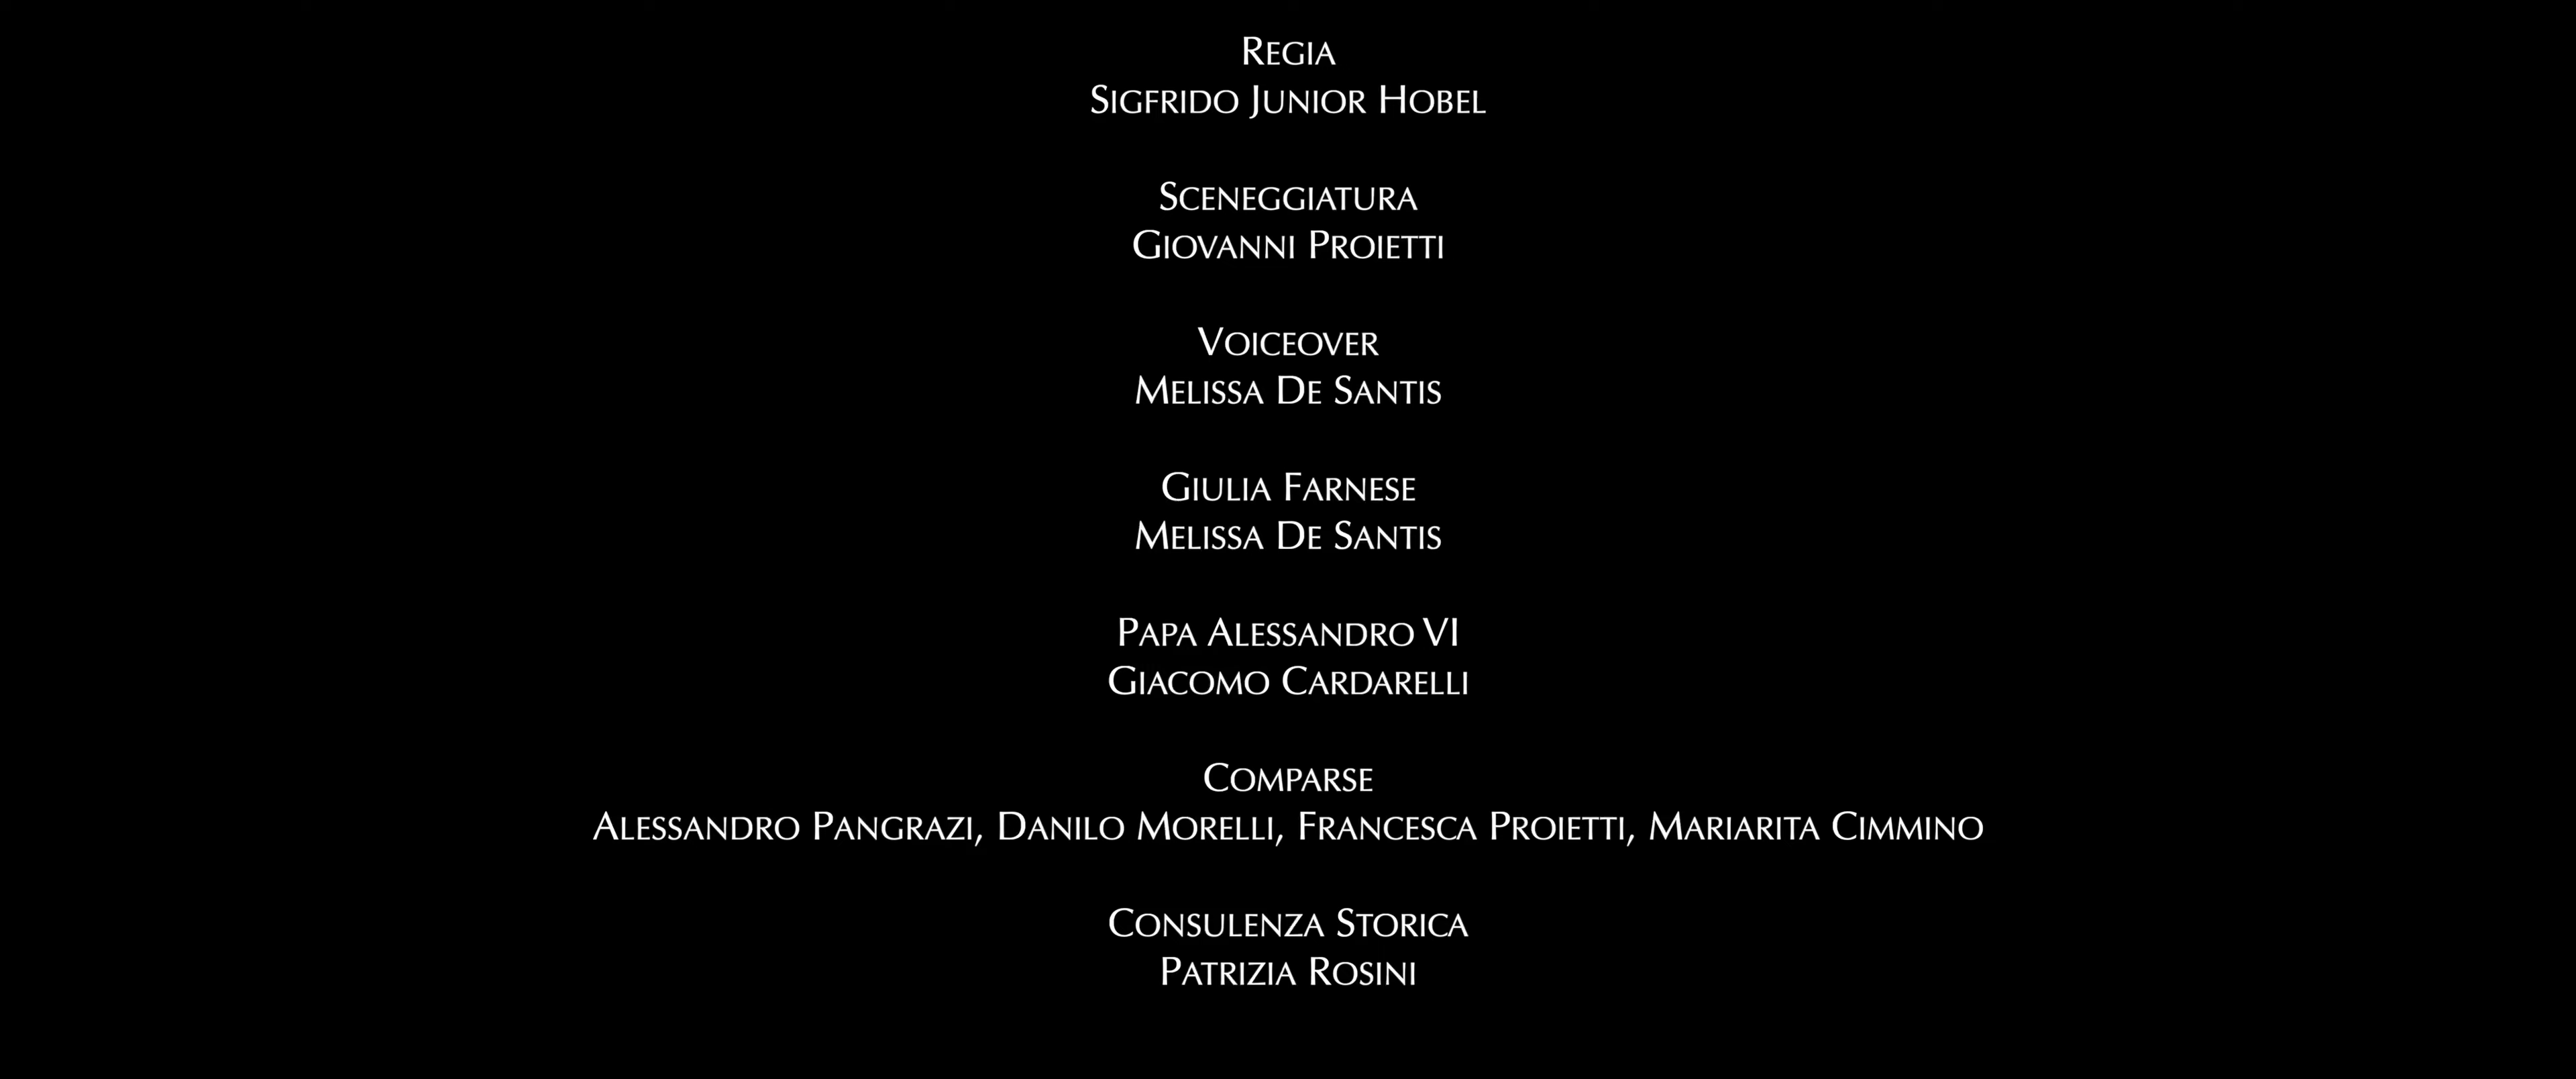 Regia
Sigfrido Junior Hobel
Sceneggiatura
Giovanni Proietti
Voiceover
Melissa De Santis
Giulia Farnese
Melissa De Santis
Papa Alessandro VI
Giacomo Cardarelli
Comparse
Alessandro Pangrazi, Danilo Morelli, Francesca Proietti, Mariarita Cimmino
Consulenza Storica
Patrizia Rosini